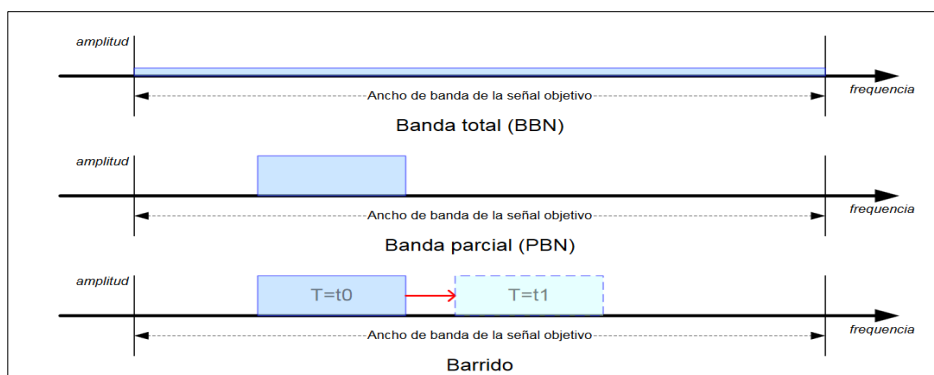 amplitud
frequencia
Ancho de banda de la señal objetivo
Banda total (BBN)
amplitud
frequencia
Ancho de banda de la señal objetivo
Banda parcial (PBN)
amplitud
T=t0 T=t1
frequencia
Ancho de banda de la señal objetivo
Barrido